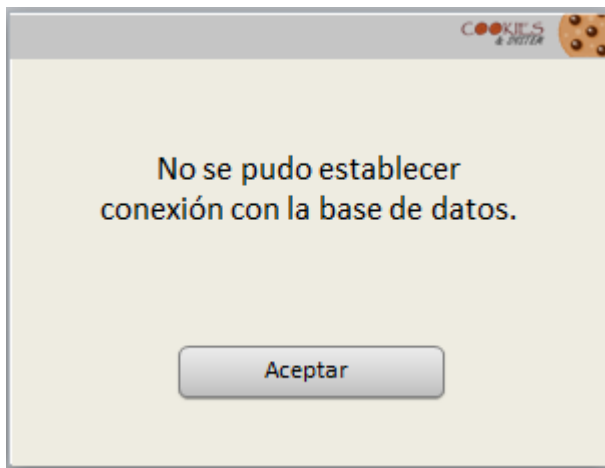 COOKIES
No se pudo establecer
conexión con la base de datos.
Aceptar